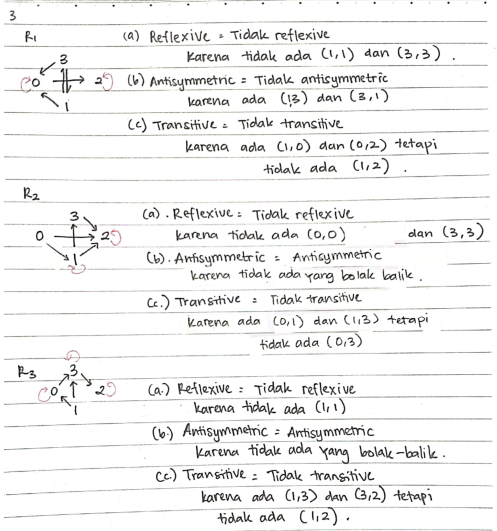 3
R1
(a) Reflexive = Tidak reflexive
karena tidak ada (1,1) dan (3,3).
3
0 2
1
(b) Antisymmetric = Tidak antisymmetric
karena ada (13) dan (3,1)
(c) Transitive = Tidak transitive
karena ada (1,0) dan (0,2) tetapi
tidak ada (1,2).
R2
3
0 2
1
(a). Reflexive = Tidak reflexive
karena tidak ada (0,0) dan (3,3)
(b). Antisymmetric = Antisymmetric
karena tidak ada yang bolak balik.
(c.) Transitive = Tidak transitive
karena ada (0,1) dan (1,3) tetapi
tidak ada (0,3)
R3
3
0 2
1
(a.) Reflexive = Tidak reflexive
karena tidak ada (1,1)
(b.) Antisymmetric = Antisymmetric
karena tidak ada yang bolak-balik.
(c.) Transitive = Tidak transitive
karena ada (1,3) dan (3,2) tetapi
tidak ada (1,2).